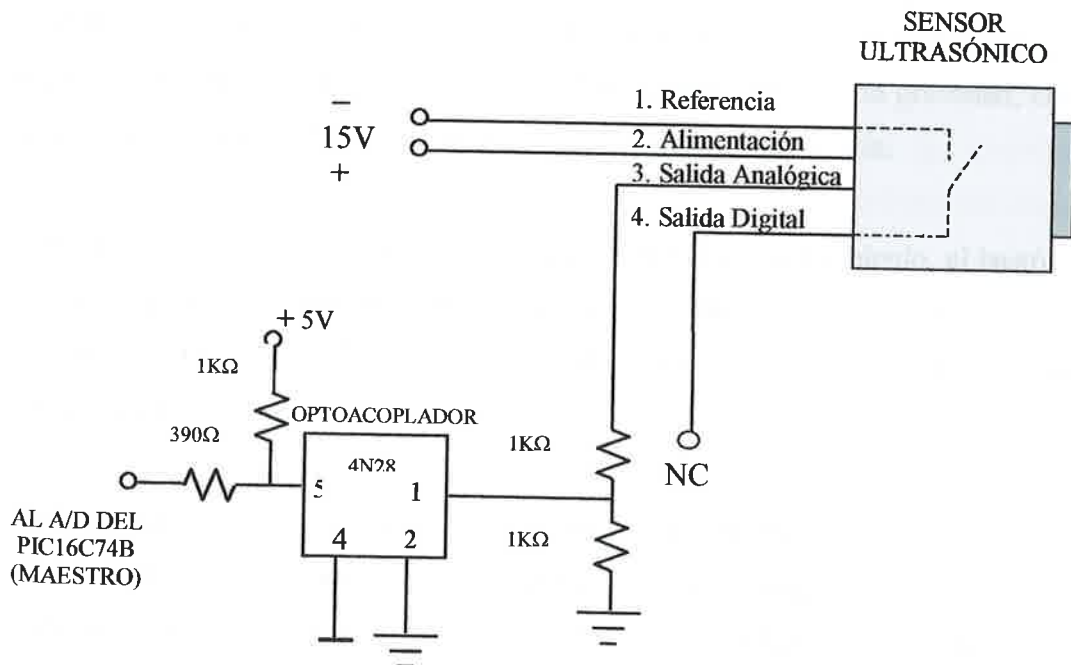 SENSOR
ULTRASÓNICO
−
15V
+
1. Referencia
2. Alimentación
3. Salida Analógica
4. Salida Digital
+ 5V
1KΩ
390Ω
OPTOACOPLADOR
4N28
5
1
4
2
1KΩ
1KΩ
NC
AL A/D DEL
PIC16C74B
(MAESTRO)